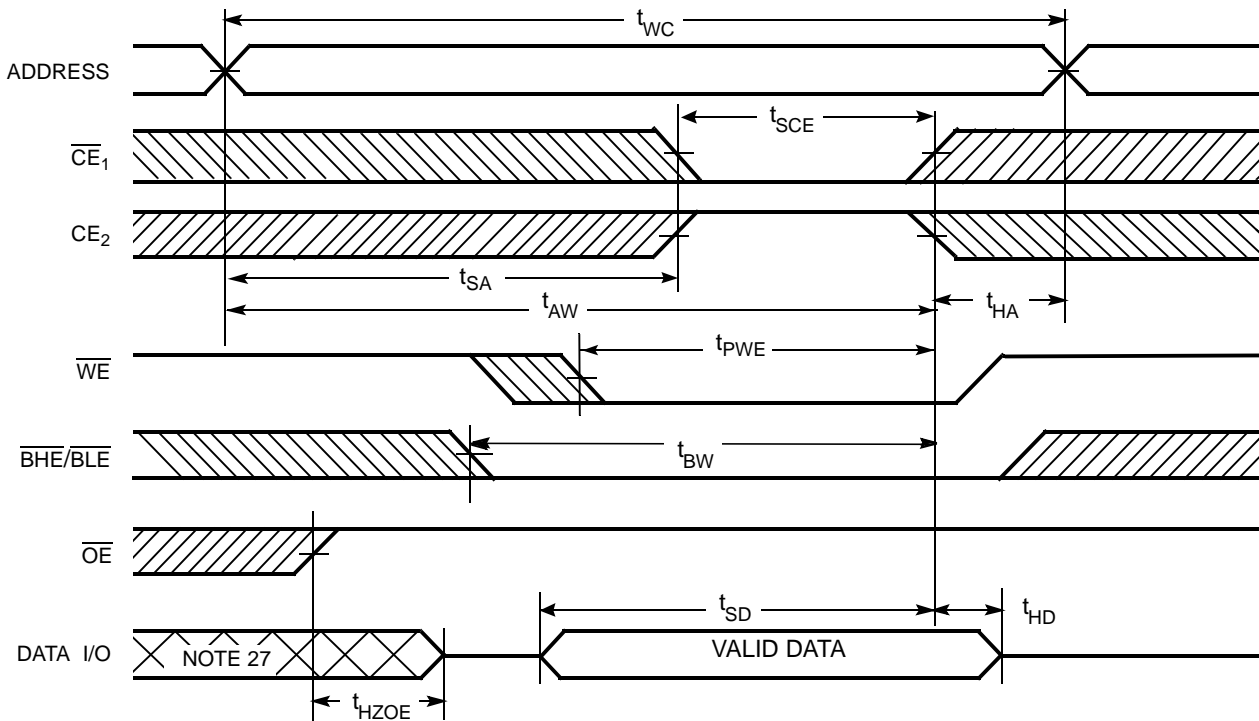 tWC
ADDRESS
tSCE
CE1
CE2
tSA
tAW
tHA
tPWE
WE
BHE/BLE
tBW
OE
tSD
tHD
DATA I/O
NOTE 27
VALID DATA
tHZOE